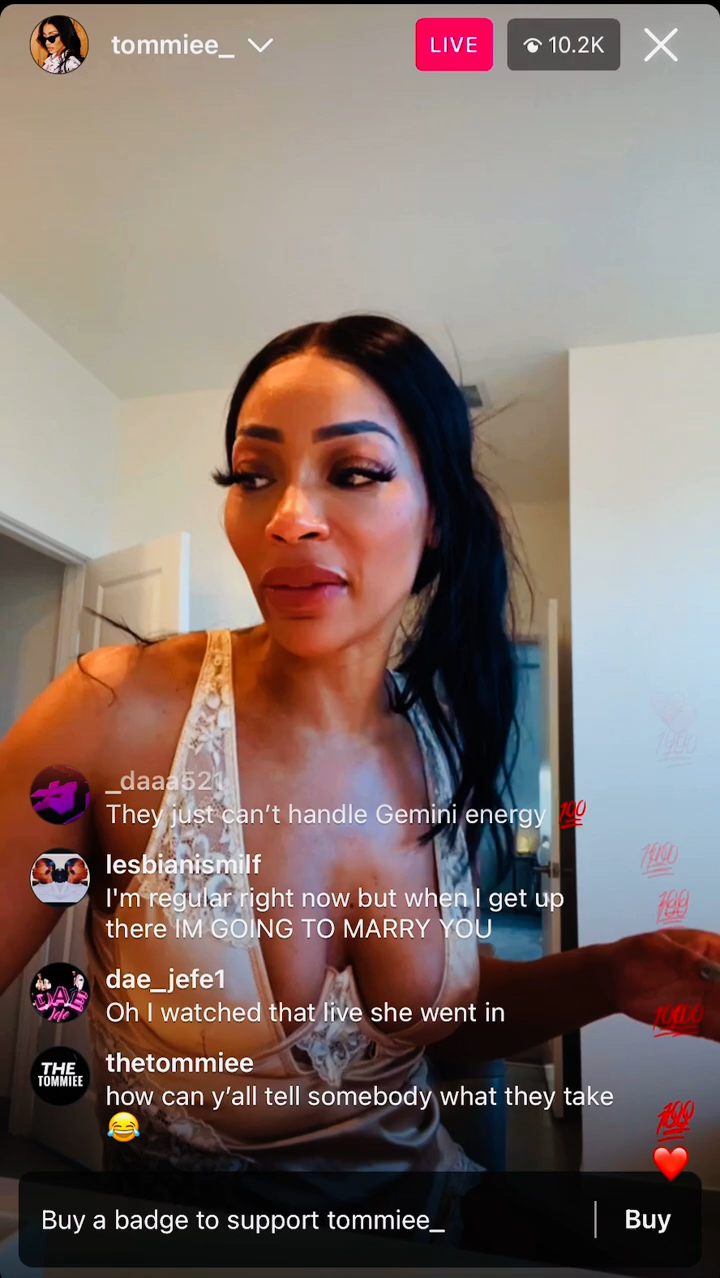 tommiee_
LIVE
10.2K
_daaa521
They just can’t handle Gemini energy 💯
lesbianismilf
I'm regular right now but when I get up
there IM GOING TO MARRY YOU
dae_jefe1
Oh I watched that live she went in
THE
TOMMIEE
thetommiee
how can y’all tell somebody what they take
😂
Buy a badge to support tommiee_
Buy